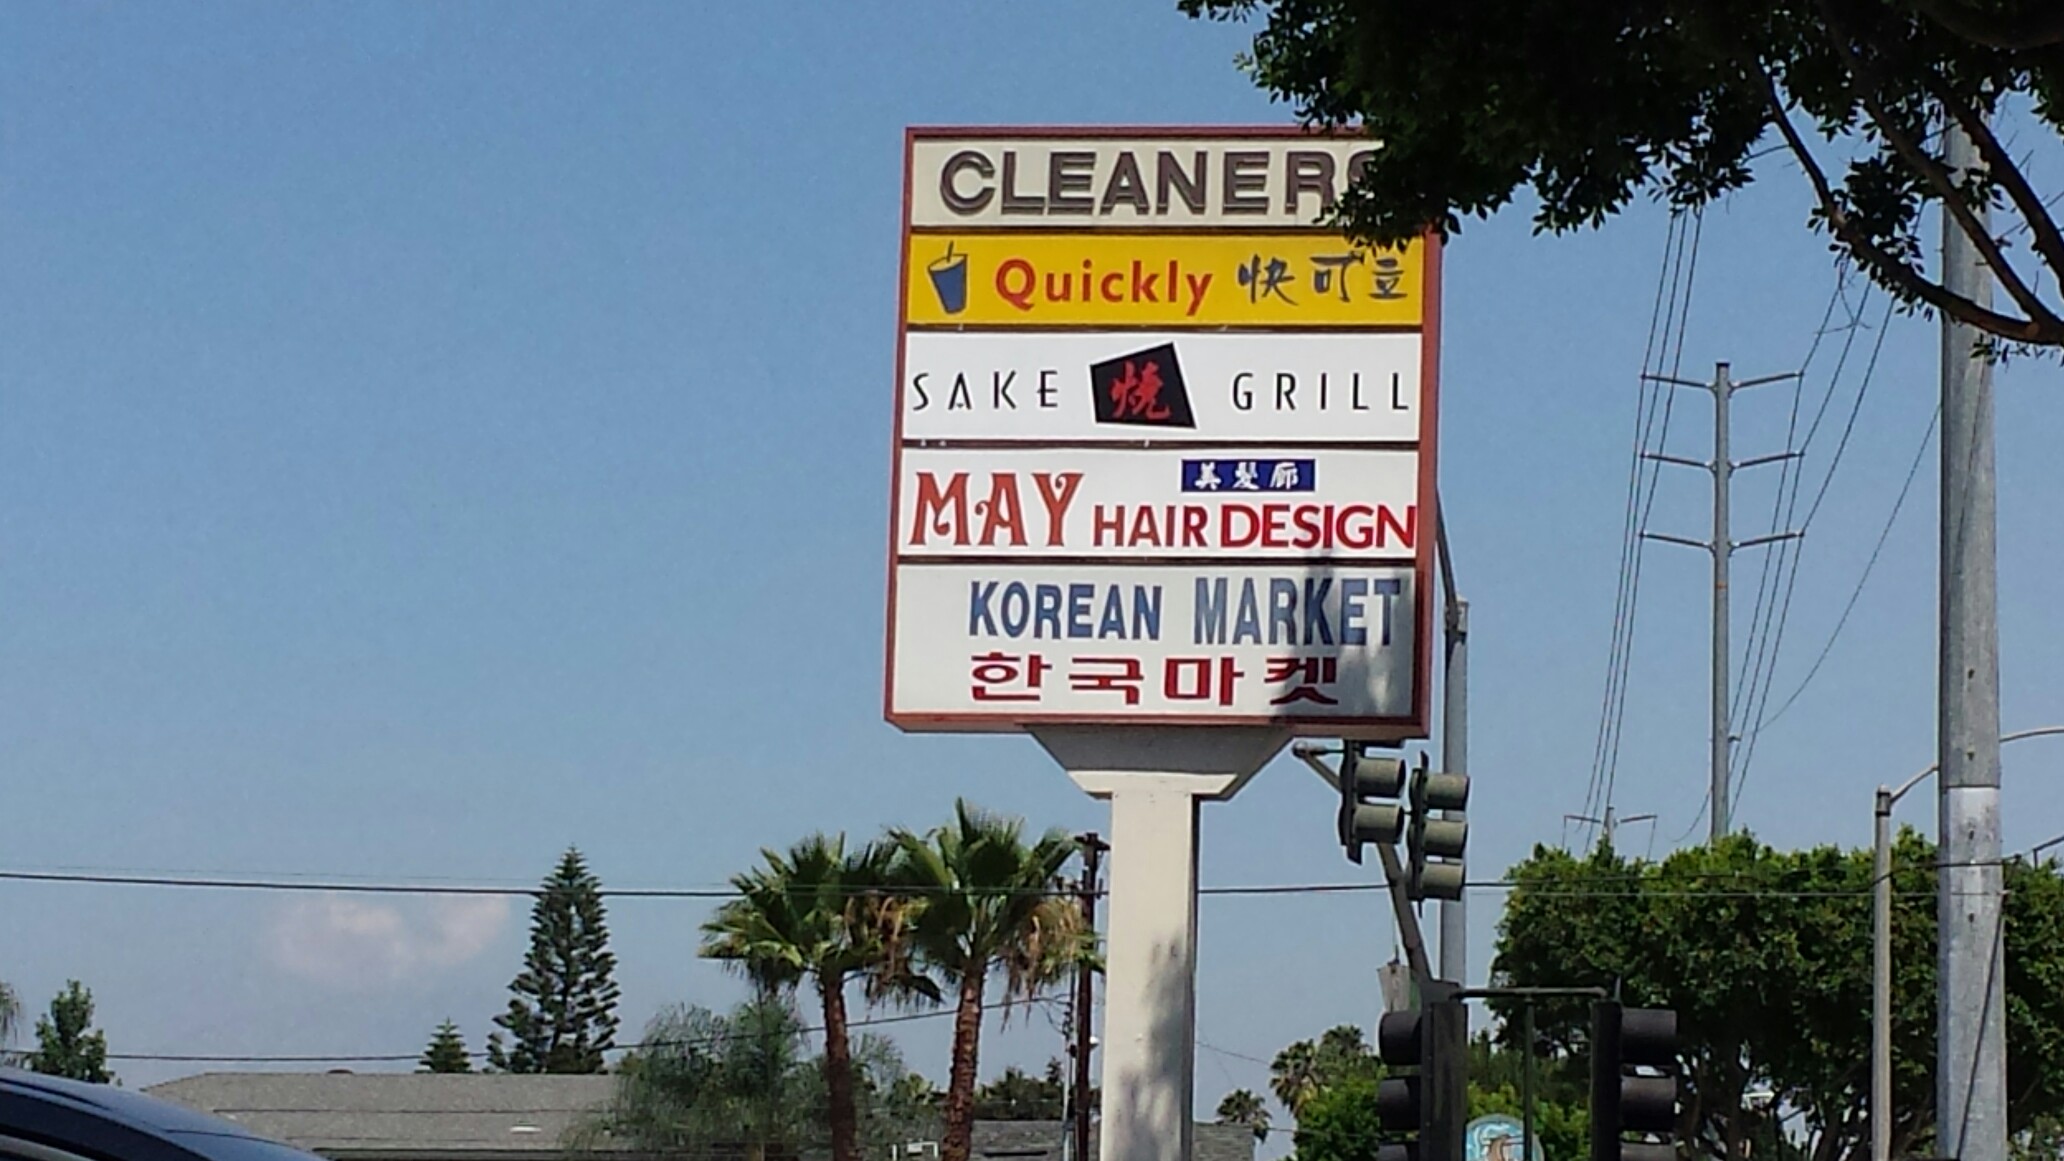 CLEANERS
Quickly 快可立
SAKE 燒 GRILL
美髮廊
MAY HAIR DESIGN
KOREAN MARKET
한국마켓